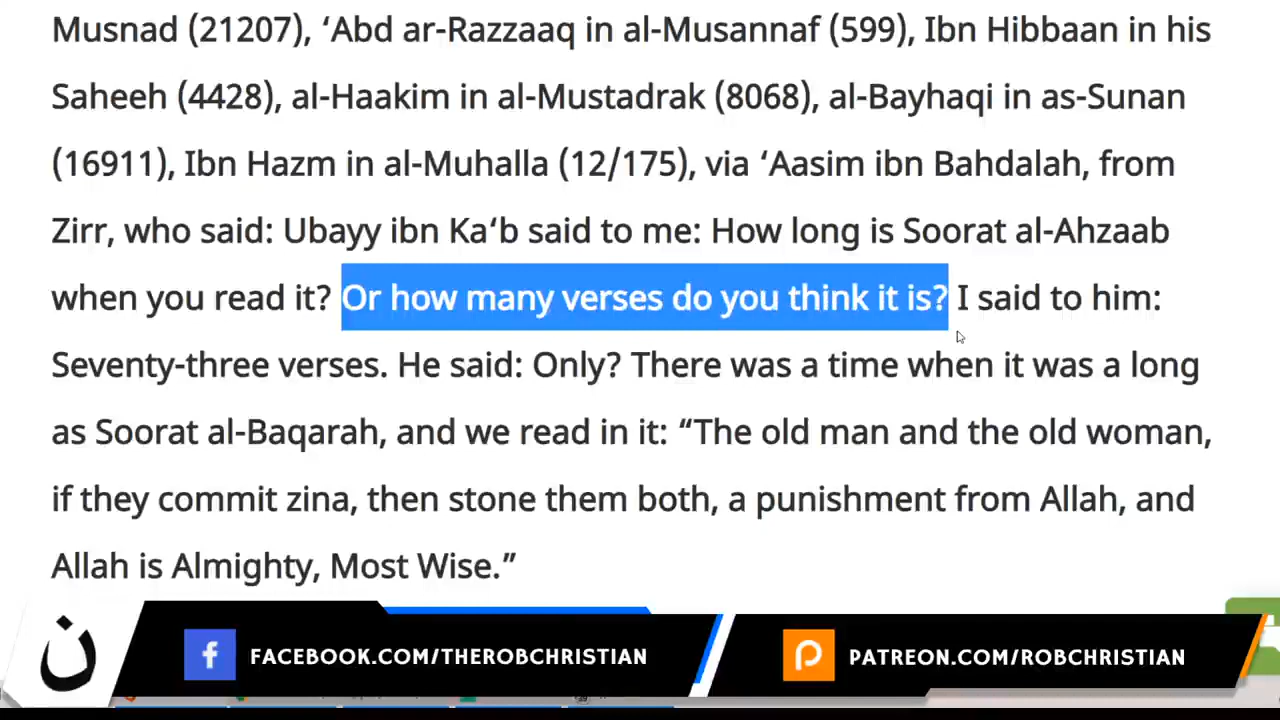 Musnad (21207), ‘Abd ar-Razzaaq in al-Musannaf (599), Ibn Hibbaan in his
Saheeh (4428), al-Haakim in al-Mustadrak (8068), al-Bayhaqi in as-Sunan
(16911), Ibn Hazm in al-Muhalla (12/175), via ‘Aasim ibn Bahdalah, from
Zirr, who said: Ubayy ibn Ka‘b said to me: How long is Soorat al-Ahzaab
when you read it? Or how many verses do you think it is? I said to him:
Seventy-three verses. He said: Only? There was a time when it was a long
as Soorat al-Baqarah, and we read in it: “The old man and the old woman,
if they commit zina, then stone them both, a punishment from Allah, and
Allah is Almighty, Most Wise.”
ن
f FACEBOOK.COM/THEROBCHRISTIAN
PATREON.COM/ROBCHRISTIAN